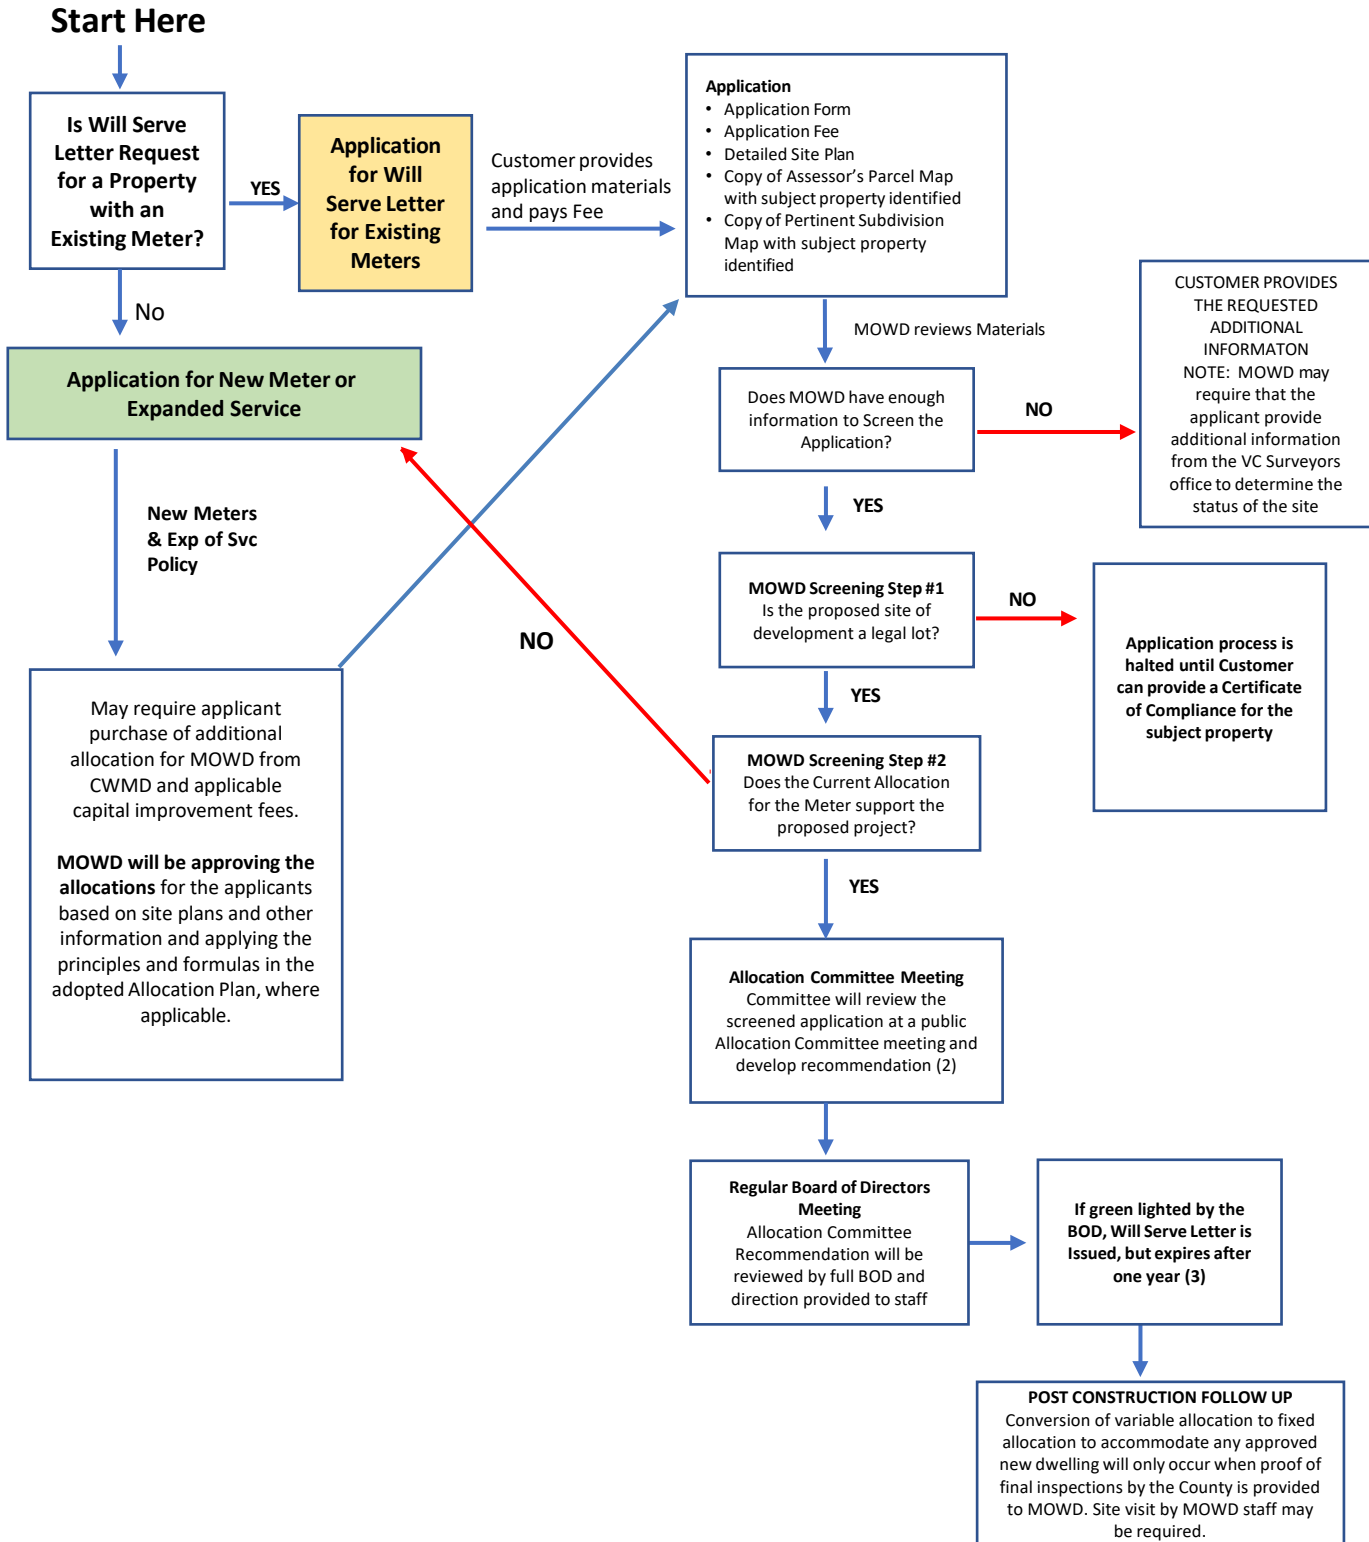 Start Here
Is Will Serve
Letter Request
for a Property
with an
Existing Meter?
YES
Application
for Will
Serve Letter
for Existing
Meters
Customer provides
application materials
and pays Fee
Application
• Application Form
• Application Fee
• Detailed Site Plan
• Copy of Assessor's Parcel Map
with subject property identified
• Copy of Pertinent Subdivision
Map with subject property
identified
No
Application for New Meter or
Expanded Service
MOWD reviews Materials
Does MOWD have enough
information to Screen the
Application?
NO
CUSTOMER PROVIDES
THE REQUESTED
ADDITIONAL
INFORMATON
NOTE: MOWD may
require that the
applicant provide
additional information
from the VC Surveyors
office to determine the
status of the site
YES
New Meters
& Exp of Svc
Policy
MOWD Screening Step #1
Is the proposed site of
development a legal lot?
NO
Application process is
halted until Customer
can provide a Certificate
of Compliance for the
subject property
NO
YES
May require applicant
purchase of additional
allocation for MOWD from
CWMD and applicable
capital improvement fees.
MOWD will be approving the
allocations for the applicants
based on site plans and other
information and applying the
principles and formulas in the
adopted Allocation Plan, where
applicable.
MOWD Screening Step #2
Does the Current Allocation
for the Meter support the
proposed project?
YES
Allocation Committee Meeting
Committee will review the
screened application at a public
Allocation Committee meeting and
develop recommendation (2)
Regular Board of Directors
Meeting
Allocation Committee
Recommendation will be
reviewed by full BOD and
direction provided to staff
If green lighted by the
BOD, Will Serve Letter is
Issued, but expires after
one year (3)
POST CONSTRUCTION FOLLOW UP
Conversion of variable allocation to fixed
allocation to accommodate any approved
new dwelling will only occur when proof of
final inspections by the County is provided
to MOWD. Site visit by MOWD staff may
be required.